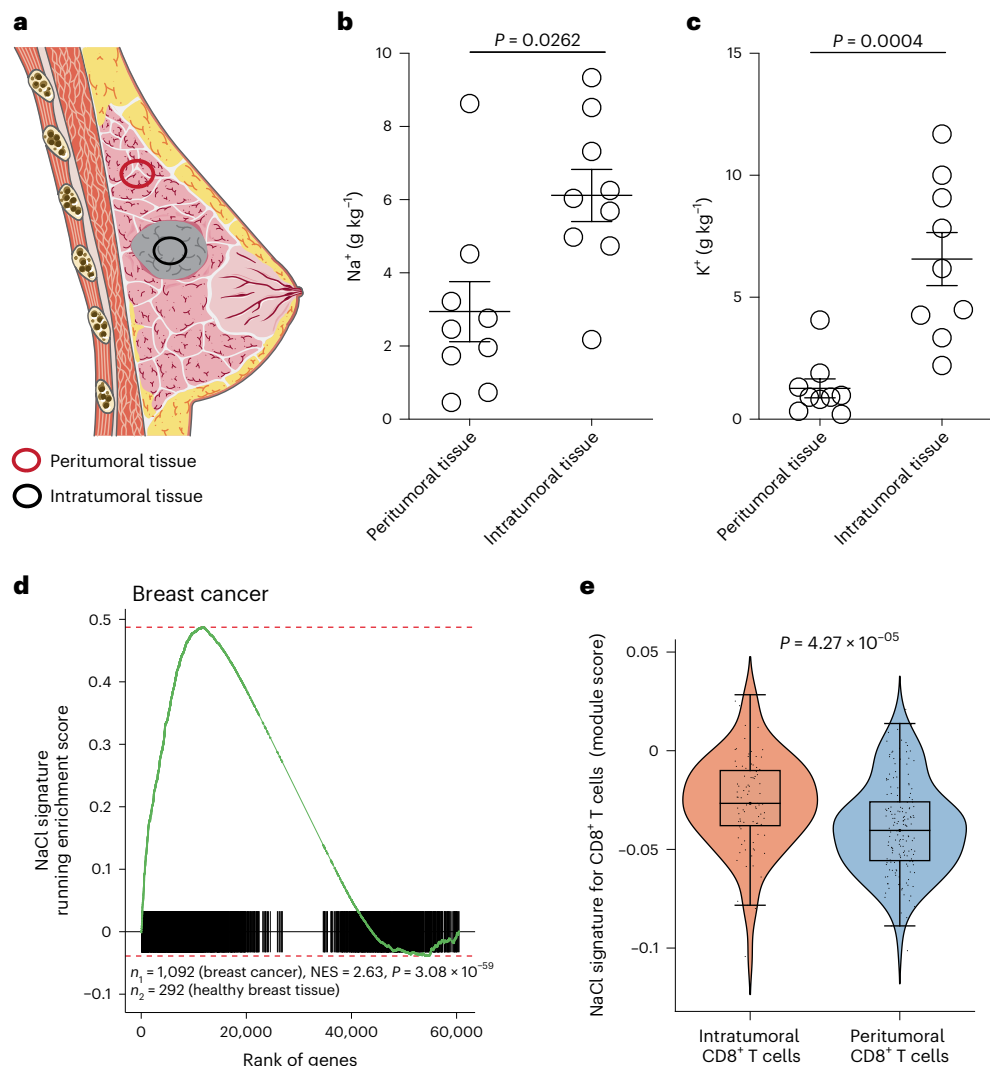 a
Peritumoral tissue
Intratumoral tissue
b
P = 0.0262
10
8
6
4
2
0
Na⁺ (g kg⁻¹)
Peritumoral tissue
Intratumoral tissue
c
P = 0.0004
15
10
5
0
K⁺ (g kg⁻¹)
Peritumoral tissue
Intratumoral tissue
d
Breast cancer
0.5
0.4
0.3
0.2
0.1
0
−0.1
NaCl signature
running enrichment score
n₁ = 1,092 (breast cancer), NES = 2.63, P = 3.08 × 10⁻⁵⁹
n₂ = 292 (healthy breast tissue)
0
20,000
40,000
60,000
Rank of genes
e
P = 4.27 × 10⁻⁰⁵
0.05
0
−0.05
−0.1
NaCl signature for CD8⁺ T cells (module score)
Intratumoral
CD8⁺ T cells
Peritumoral
CD8⁺ T cells